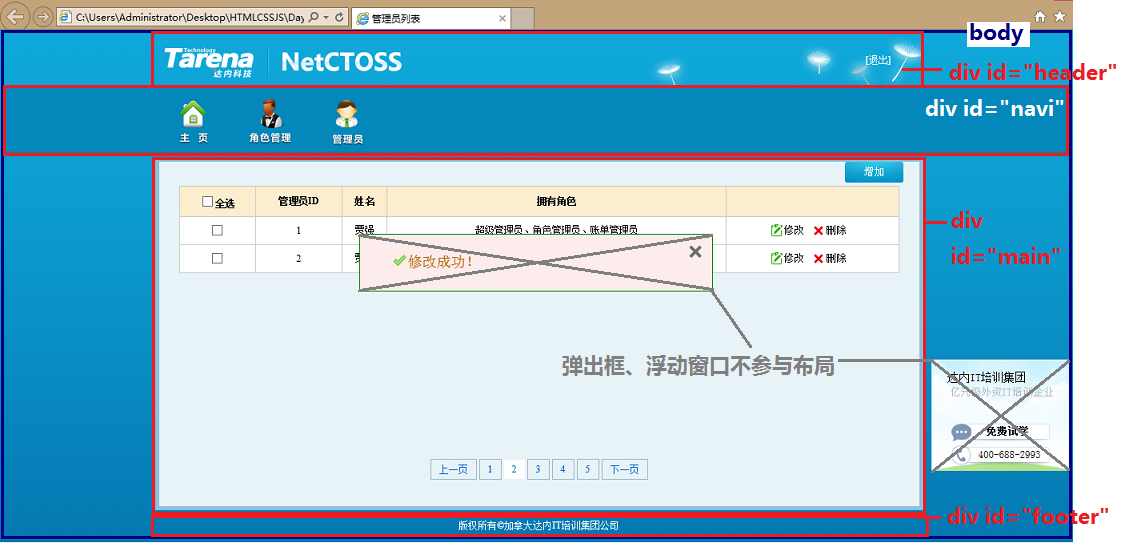 C:\Users\Administrator\Desktop\HTMLCSSJS\Day
管理员列表
body
Technology
Tarena
达内科技
NetCTOSS
[退出]
div id="header"
div id="navi"
主 页
角色管理
管理员
增加
全选 管理员ID 姓名 拥有角色
1 贾强 超级管理员、角色管理员、账单管理员 修改 删除
2 修改 删除
修改成功！
div
id="main"
弹出框、浮动窗口不参与布局
达内IT培训集团
亿元级外资IT培训企业
免费试学
400-688-2993
上一页 1 2 3 4 5 下一页
版权所有©加拿大达内IT培训集团公司
div id="footer"